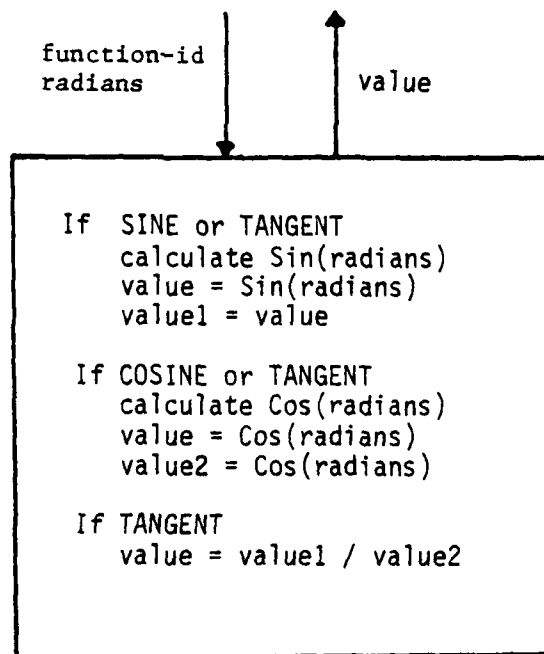 function-id
radians
value
If SINE or TANGENT
calculate Sin(radians)
value = Sin(radians)
value1 = value
If COSINE or TANGENT
calculate Cos(radians)
value = Cos(radians)
value2 = Cos(radians)
If TANGENT
value = value1 / value2